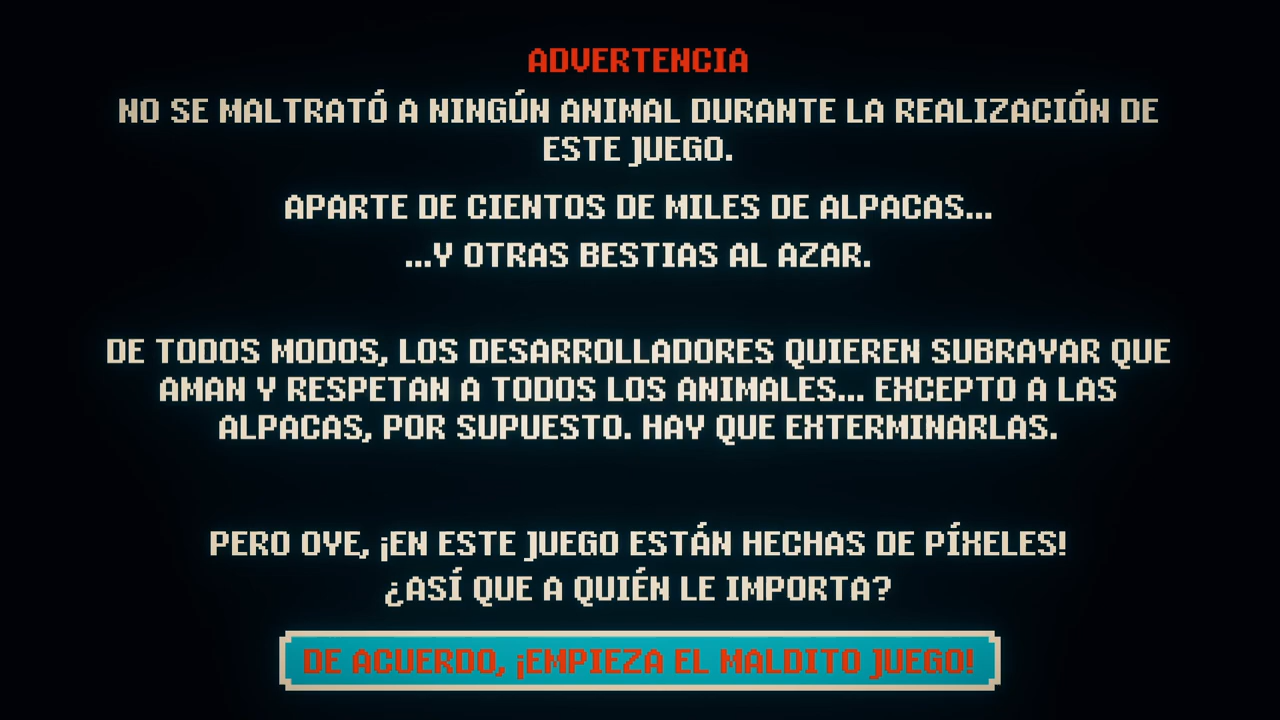 ADVERTENCIA
NO SE MALTRATÓ A NINGÚN ANIMAL DURANTE LA REALIZACIÓN DE
ESTE JUEGO.
APARTE DE CIENTOS DE MILES DE ALPACAS...
...Y OTRAS BESTIAS AL AZAR.
DE TODOS MODOS, LOS DESARROLLADORES QUIEREN SUBRAYAR QUE
AMAN Y RESPETAN A TODOS LOS ANIMALES... EXCEPTO A LAS
ALPACAS, POR SUPUESTO. HAY QUE EXTERMINARLAS.
PERO OYE, ¡EN ESTE JUEGO ESTÁN HECHAS DE PÍXELES!
¿ASÍ QUE A QUIÉN LE IMPORTA?
DE ACUERDO, ¡EMPIEZA EL MALDITO JUEGO!